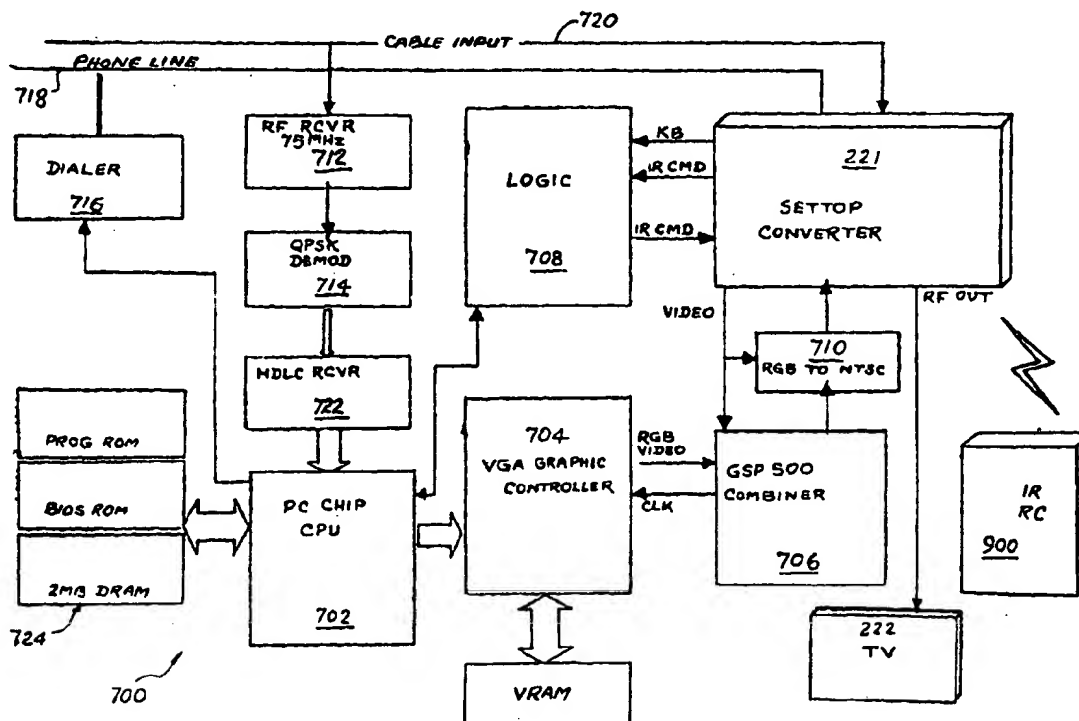 720
CABLE INPUT
PHONE LINE
718
RF RCVR
75 MHz
712
DIALER
716
QPSK
DEMOD
714
HDLC RCVR
722
LOGIC
708
KB
IR CMD
IR CMD
221
SETTOP
CONVERTER
VIDEO
RF OUT
710
RGB TO NTSC
PROG ROM
BIOS ROM
2MB DRAM
724
700
PC CHIP
CPU
702
704
VGA GRAPHIC
CONTROLLER
RGB
VIDEO
CLK
GSP 500
COMBINER
706
IR
RC
900
222
TV
VRAM